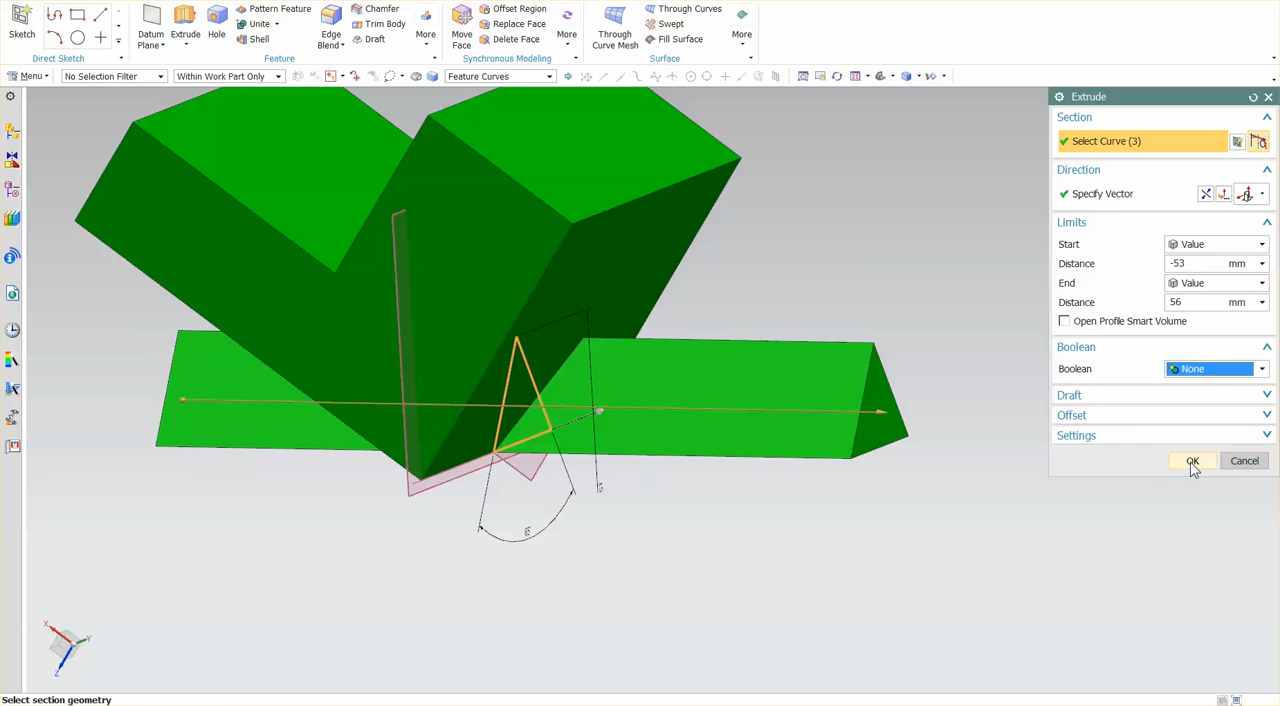 Sketch
Datum Plane
Extrude
Hole
Pattern Feature
Unite
Shell
Edge Blend
Chamfer
Trim Body
Draft
More
Move Face
Offset Region
Replace Face
Delete Face
More
Through Curve Mesh
Through Curves
Swept
Fill Surface
More
Direct Sketch
Feature
Synchronous Modeling
Surface
Menu
No Selection Filter
Within Work Part Only
Feature Curves
Extrude
Section
Select Curve (3)
Direction
Specify Vector
Limits
Start
Value
Distance
-53 mm
End
Value
Distance
56 mm
Open Profile Smart Volume
Boolean
Boolean
None
Draft
Offset
Settings
OK
Cancel
X
Y
Z
Select section geometry